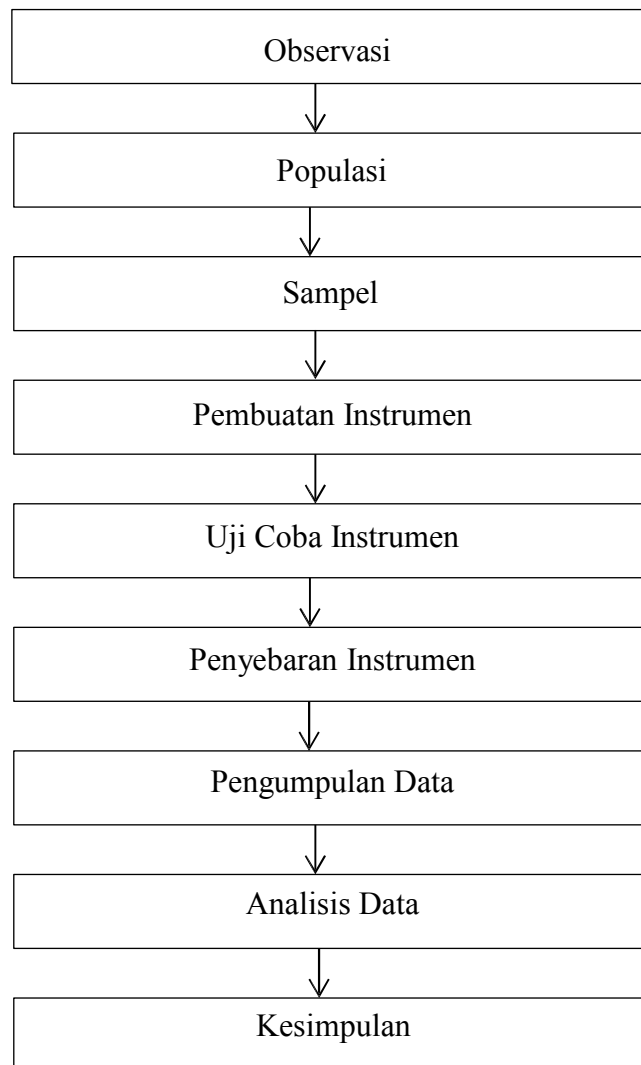 Observasi
Populasi
Sampel
Pembuatan Instrumen
Uji Coba Instrumen
Penyebaran Instrumen
Pengumpulan Data
Analisis Data
Kesimpulan